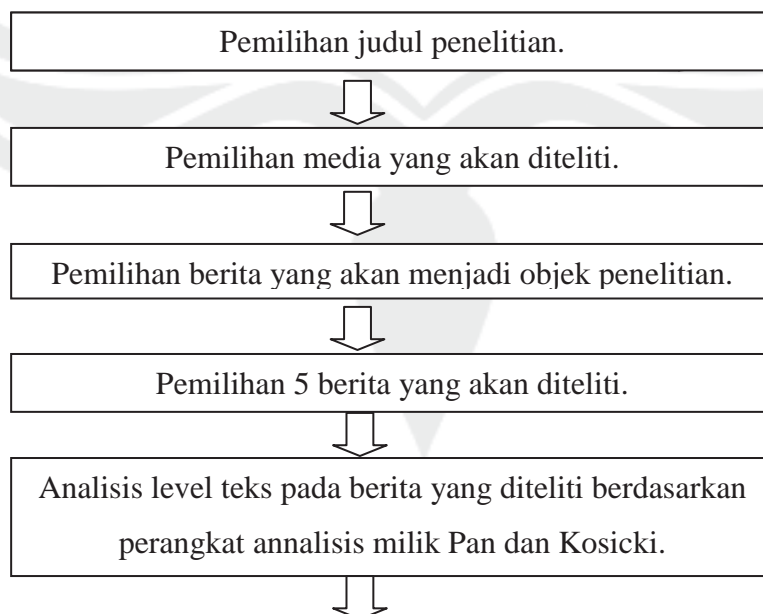 Pemilihan judul penelitian.
Pemilihan media yang akan diteliti.
Pemilihan berita yang akan menjadi objek penelitian.
Pemilihan 5 berita yang akan diteliti.
Analisis level teks pada berita yang diteliti berdasarkan
perangkat annalisis milik Pan dan Kosicki.